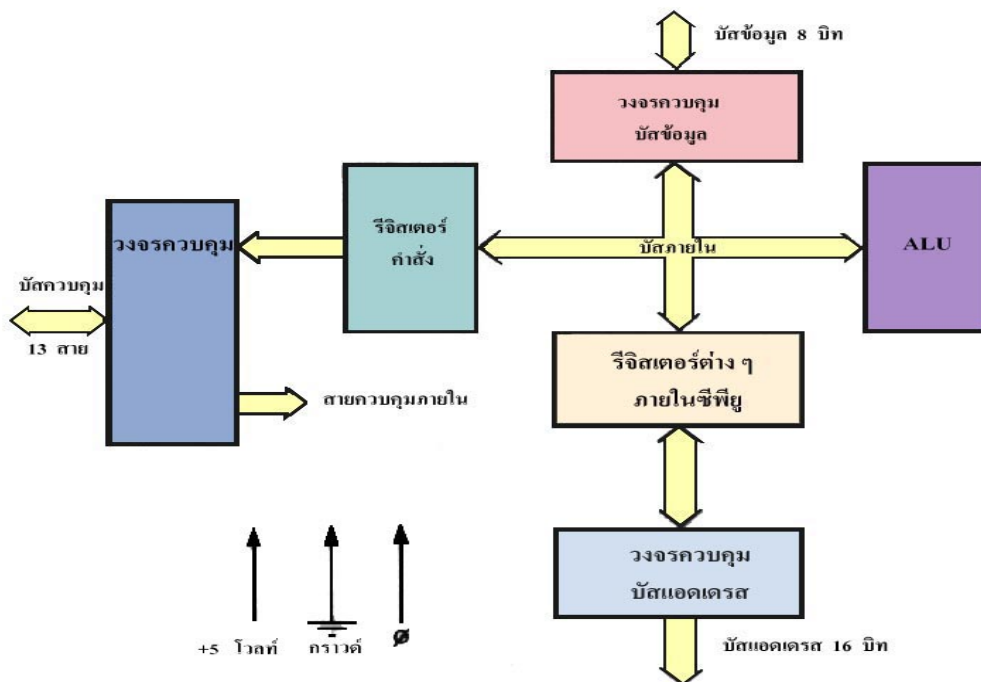 บัสข้อมูล 8 บิท
วงจรควบคุม
บัสข้อมูล
วงจรควบคุม
รีจิสเตอร์
คำสั่ง
บัสภายใน
ALU
บัสควบคุม
13 สาย
รีจิสเตอร์ต่าง ๆ
ภายในซีพียู
สายควบคุมภายใน
วงจรควบคุม
บัสแอดเดรส
+5 โวลท์
กราวด์
Ø
บัสแอดเดรส 16 บิท